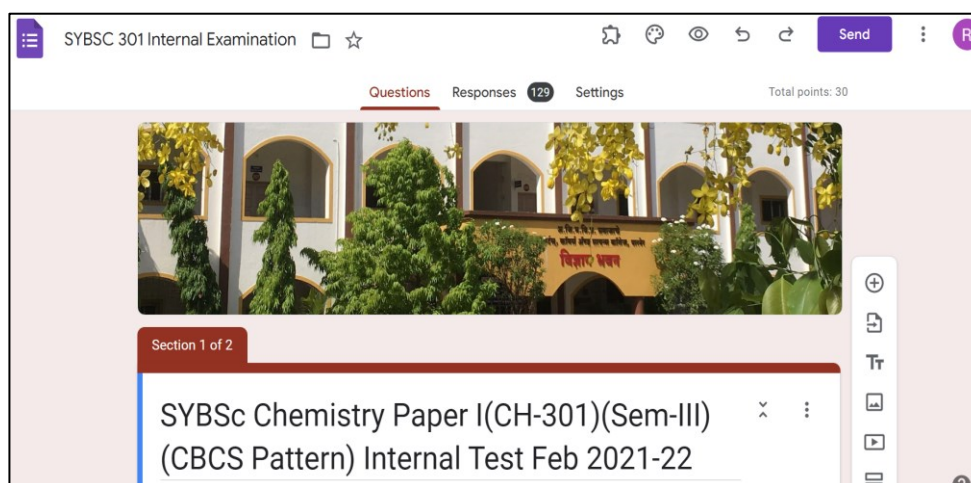 SYBSC 301 Internal Examination
Send
R
Questions Responses 129 Settings
Total points: 30
विज्ञान भवन
Section 1 of 2
SYBSc Chemistry Paper I(CH-301)(Sem-III)
(CBCS Pattern) Internal Test Feb 2021-22
Tт